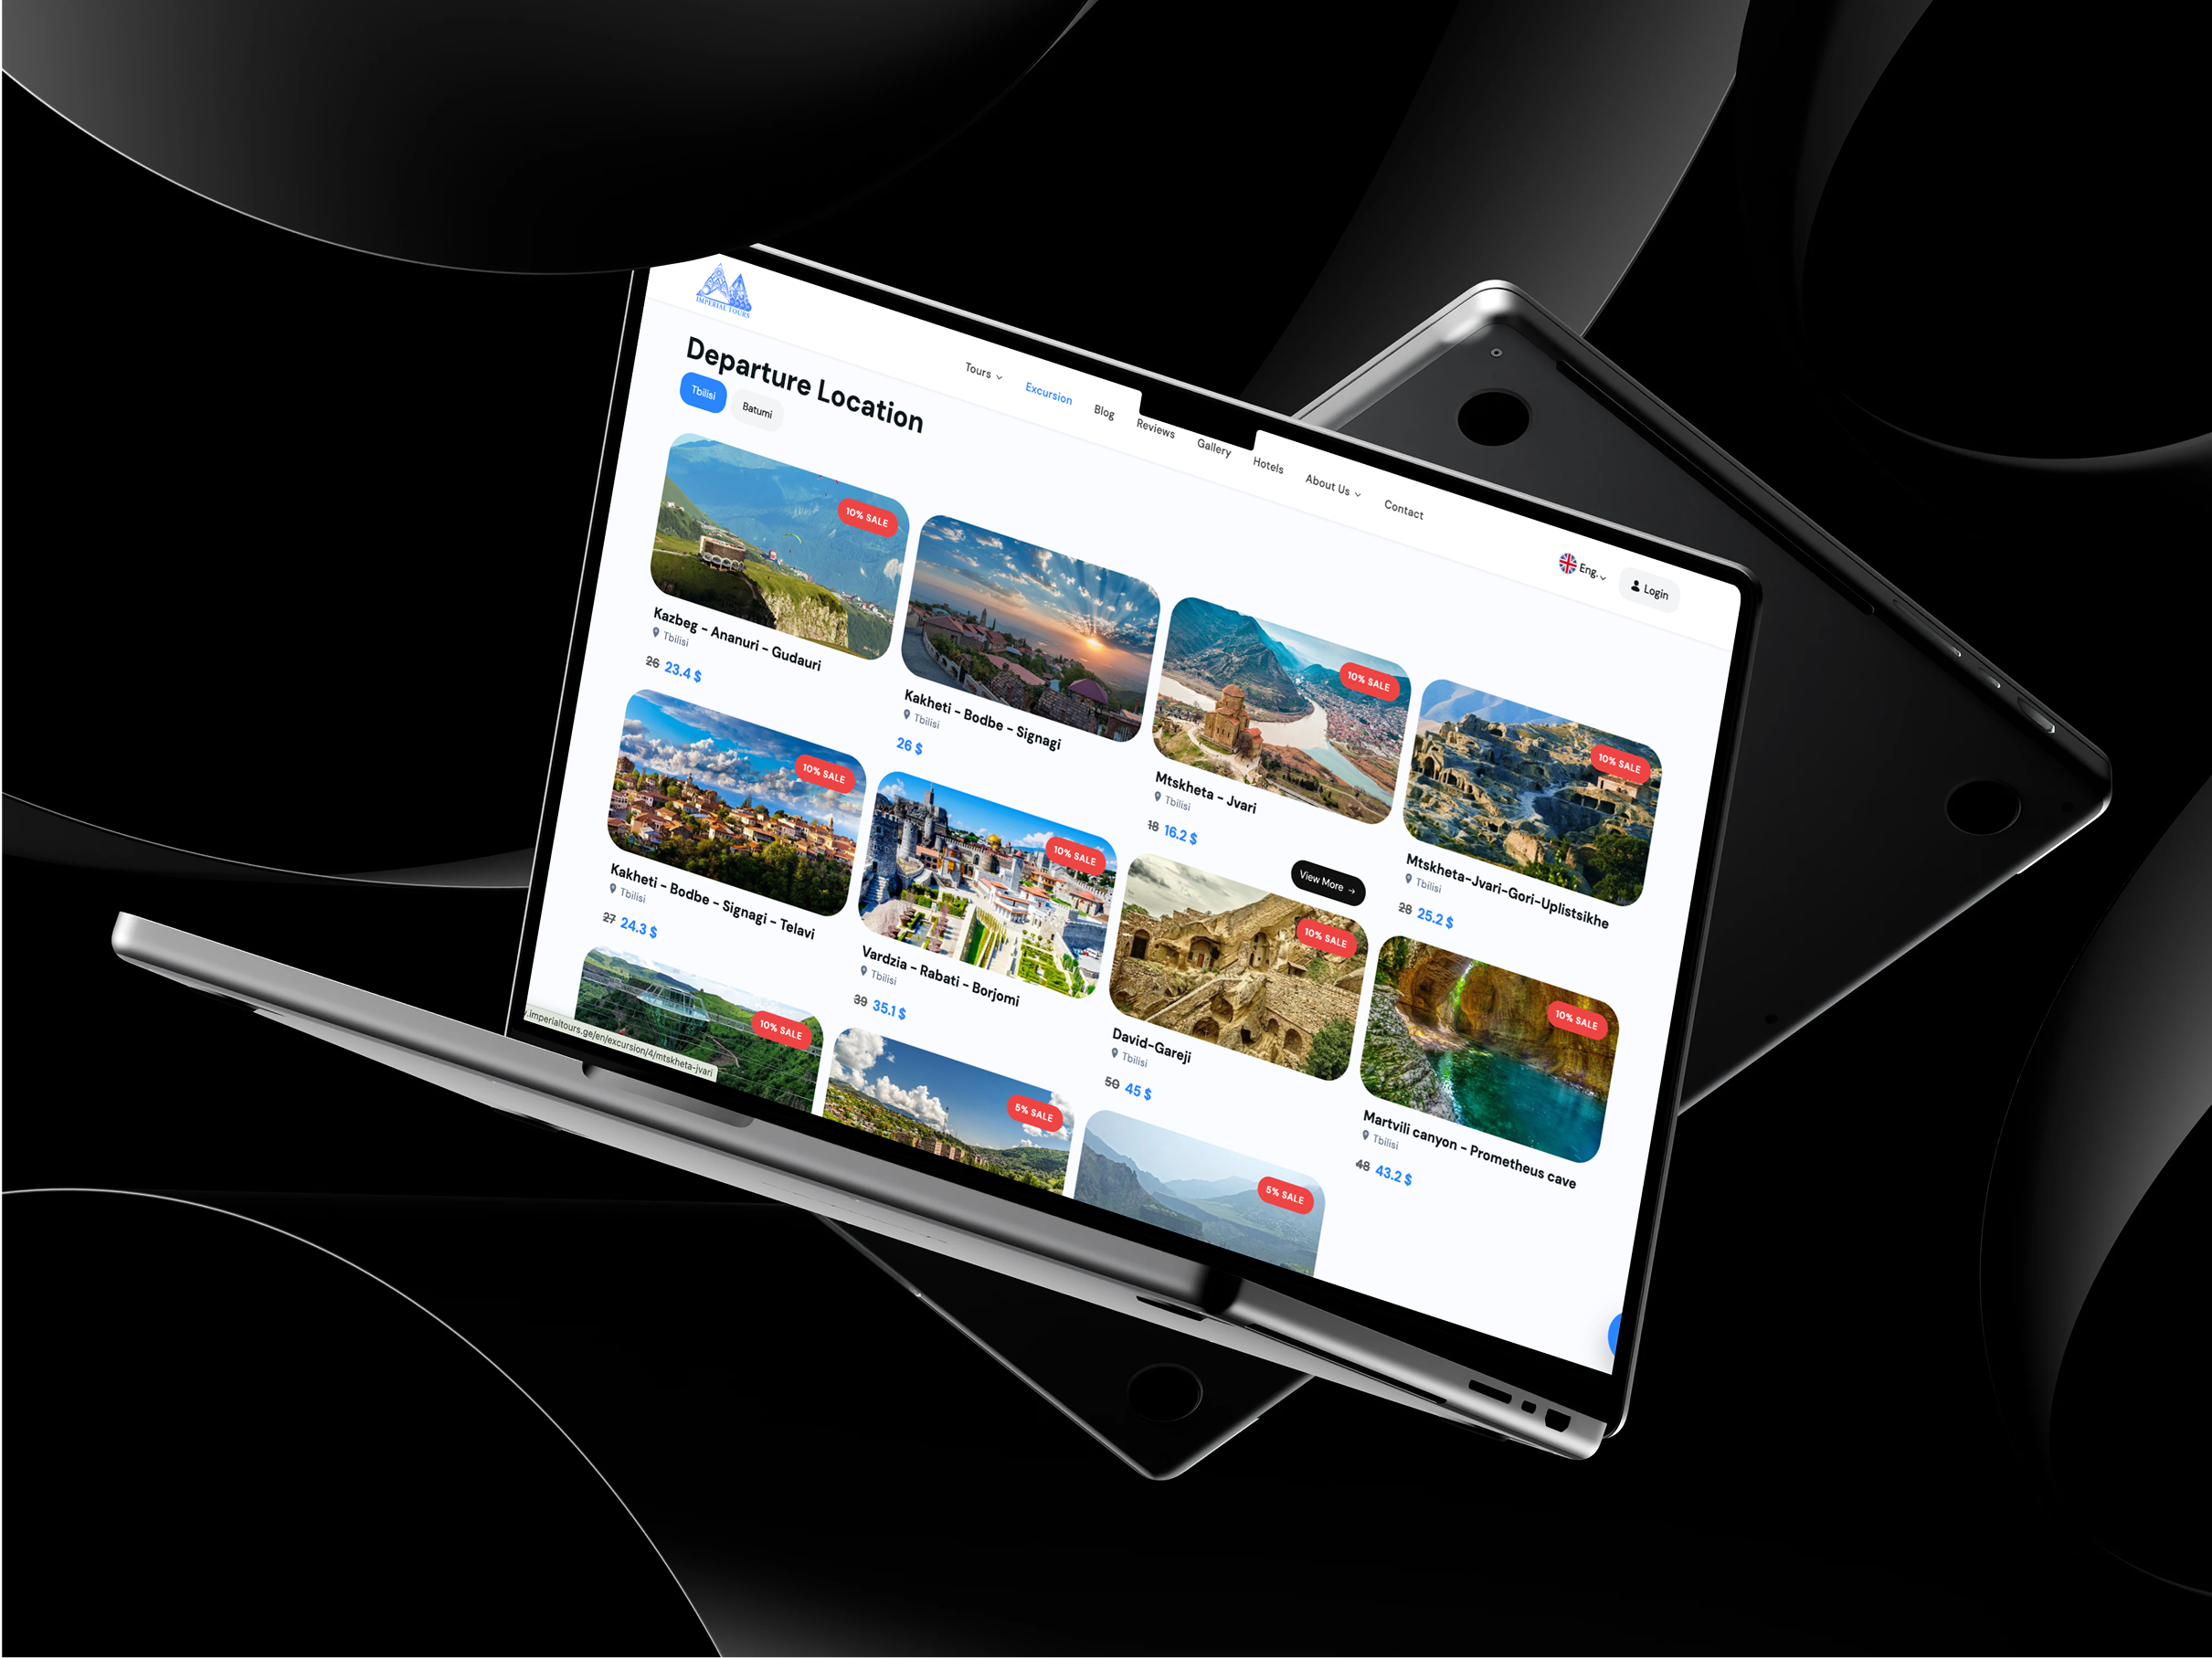 IMPERIAL TOURS
Tours
Excursion
Blog
Reviews
Gallery
Hotels
About Us
Contact
Eng.
Login
Departure Location
Tbilisi
Batumi
10% SALE
Kazbeg - Ananuri - Gudauri
Tbilisi
26 23.4 $
Kakheti - Bodbe - Signagi
Tbilisi
26 $
10% SALE
Mtskheta - Jvari
Tbilisi
18 16.2 $
View More →
10% SALE
Mtskheta-Jvari-Gori-Uplistsikhe
Tbilisi
28 25.2 $
10% SALE
Kakheti - Bodbe - Signagi - Telavi
Tbilisi
27 24.3 $
10% SALE
Vardzia - Rabati - Borjomi
Tbilisi
39 35.1 $
10% SALE
David-Gareji
Tbilisi
50 45 $
10% SALE
Martvili canyon - Prometheus cave
Tbilisi
48 43.2 $
10% SALE
5% SALE
5% SALE
.imperialtours.ge/en/excursion/4/mtskheta-jvari